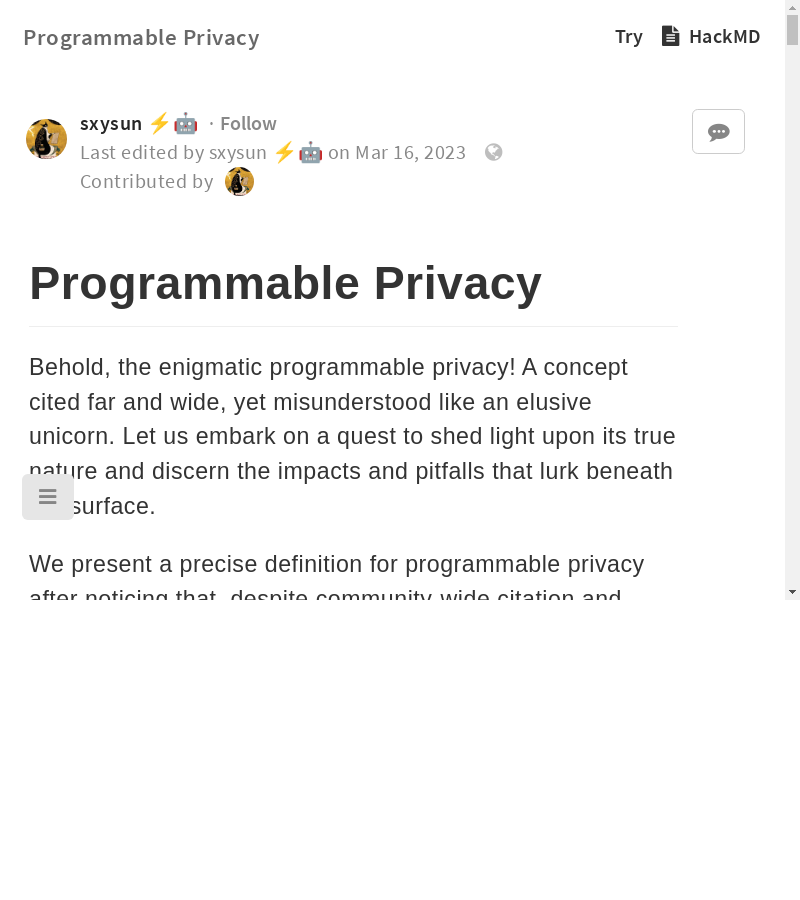 Programmable Privacy
Try HackMD
sxysun ⚡🤖 · Follow
Last edited by sxysun ⚡🤖 on Mar 16, 2023
Contributed by
Programmable Privacy
Behold, the enigmatic programmable privacy! A concept
cited far and wide, yet misunderstood like an elusive
unicorn. Let us embark on a quest to shed light upon its true
nature and discern the impacts and pitfalls that lurk beneath
surface.
We present a precise definition for programmable privacy
after noticing that, despite community-wide citation and